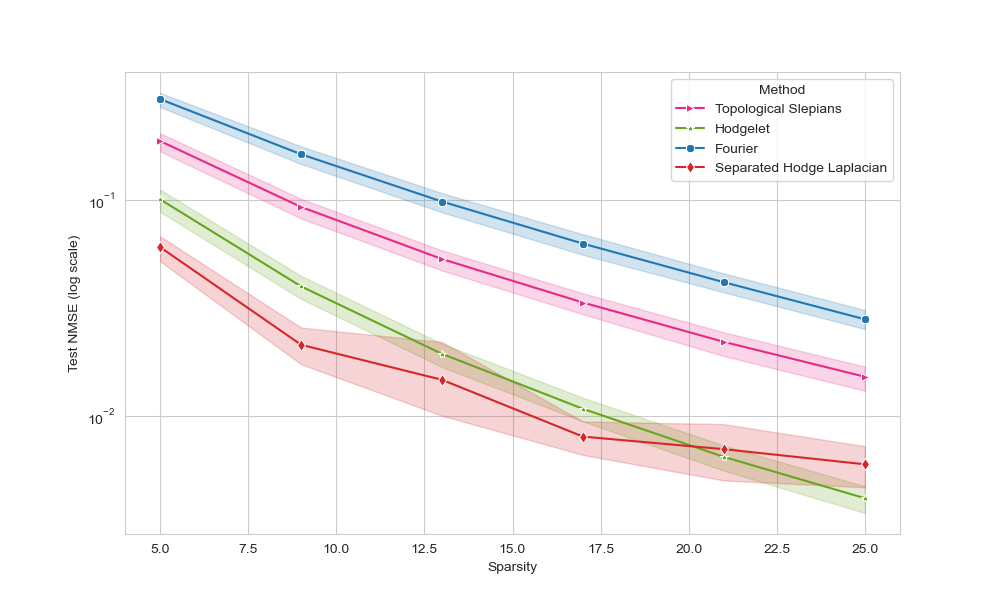 Method
Topological Slepians
Hodgelet
Fourier
Separated Hodge Laplacian
Test NMSE (log scale)
10⁻¹
10⁻²
5.0 7.5 10.0 12.5 15.0 17.5 20.0 22.5 25.0
Sparsity